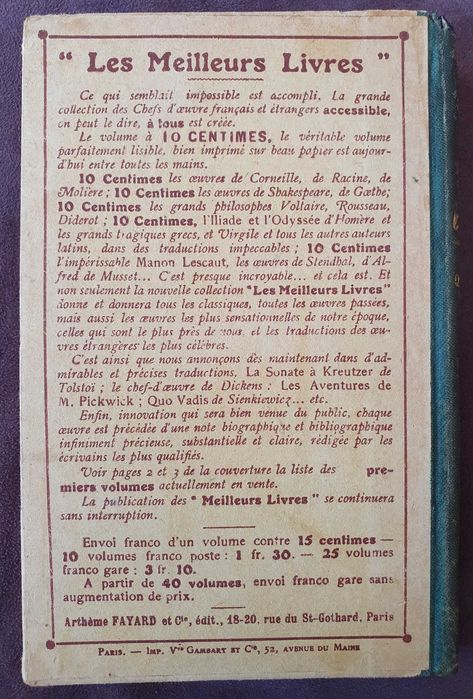 “ Les Meilleurs Livres ”
Ce qui semblait impossible est accompli. La grande
collection des Chefs d'œuvre français et étrangers accessible,
on peut le dire, à tous est créée.
Le volume à 10 CENTIMES, le véritable volume
parfaitement lisible, bien imprimé sur beau papier est aujour-
d'hui entre toutes les mains.
10 Centimes les œuvres de Corneille, de Racine, de
Molière ; 10 Centimes les œuvres de Shakespeare, de Gœthe;
10 Centimes les grands philosophes Voltaire, Rousseau,
Diderot ; 10 Centimes, l'Iliade et l'Odyssée d'Homère et
les grands tragiques grecs, et Virgile et tous les autres auteurs
latins, dans des traductions impeccables ; 10 Centimes
l'impérissable Manon Lescaut, les œuvres de Stendhal, d'Al-
fred de Musset... C'est presque incroyable... et cela est. Et
non seulement la nouvelle collection "Les Meilleurs Livres"
donne et donnera tous les classiques, toutes les œuvres passées,
mais aussi les œuvres les plus sensationnelles de notre époque,
celles qui sont le plus près de nous, et les traductions des œu-
vres étrangères les plus célèbres.
C'est ainsi que nous annonçons dès maintenant dans d'ad-
mirables et précises traductions, La Sonate à Kreutzer de
Tolstoï ; le chef-d'œuvre de Dickens : Les Aventures de
M. Pickwick ; Quo Vadis de Sienkiewicz... etc.
Enfin, innovation qui sera bien venue du public, chaque
œuvre est précédée d'une note biographique et bibliographique
infiniment précieuse, substantielle et claire, rédigée par les
écrivains les plus qualifiés.
Voir pages 2 et 3 de la couverture la liste des pre-
miers volumes actuellement en vente.
La publication des “ Meilleurs Livres ” se continuera
sans interruption.
Envoi franco d'un volume contre 15 centimes —
10 volumes franco poste : 1 fr. 30. — 25 volumes
franco gare : 3 fr. 10.
A partir de 40 volumes, envoi franco gare sans
augmentation de prix.
Arthème FAYARD et Cie, édit., 18-20, rue du St-Gothard, Paris
PARIS. — IMP. Vve GAMBART ET Cie, 52, AVENUE DU MAINE